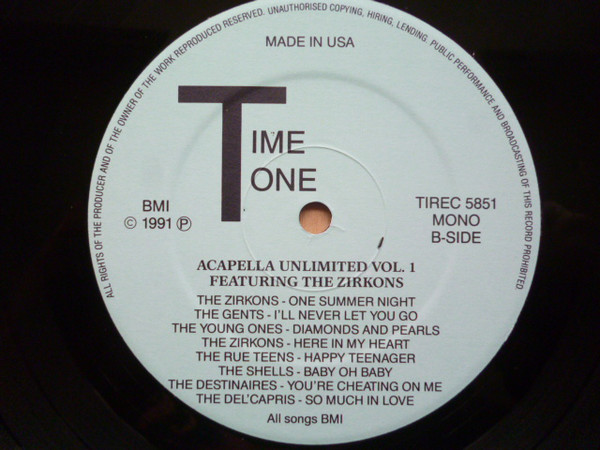 ALL RIGHTS OF THE PRODUCER AND OF THE OWNER OF THE WORK REPRODUCED RESERVED. UNAUTHORISED COPYING, HIRING, LENDING, PUBLIC PERFORMANCE AND BROADCASTING OF THIS RECORD PROHIBITED
MADE IN USA
TIME
TONE
BMI
© 1991 Ⓟ
TIREC 5851
MONO
B-SIDE
ACAPELLA UNLIMITED VOL. 1
FEATURING THE ZIRKONS
THE ZIRKONS - ONE SUMMER NIGHT
THE GENTS - I'LL NEVER LET YOU GO
THE YOUNG ONES - DIAMONDS AND PEARLS
THE ZIRKONS - HERE IN MY HEART
THE RUE TEENS - HAPPY TEENAGER
THE SHELLS - BABY OH BABY
THE DESTINAIRES - YOU'RE CHEATING ON ME
THE DEL'CAPRIS - SO MUCH IN LOVE
All songs BMI